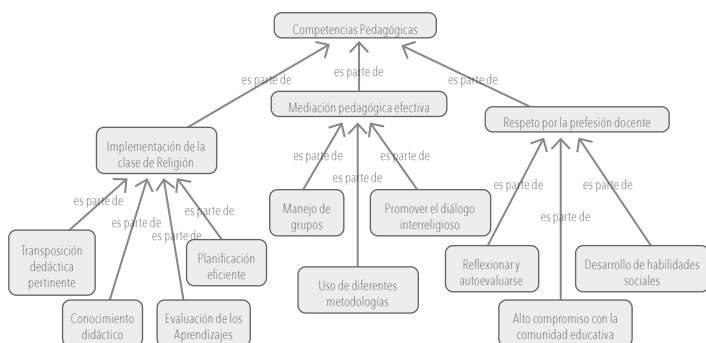 Competencias Pedagógicas
es parte de
es parte de
es parte de
Mediación pedagógica efectiva
Respeto por la prefesión docente
Implementación de la
clase de Religión
es parte de
es parte de
es parte de
es parte de
es parte de
es parte de
es parte de
es parte de
es parte de
es parte de
Manejo de
grupos
Promover el diálogo
interreligioso
Transposición
dedáctica
pertinente
Planificación
eficiente
Reflexionar y
autoevaluarse
Desarrollo de habilidades
sociales
Uso de diferentes
metodologías
Conocimiento
didáctico
Evaluación de los
Aprendizajes
Alto compromiso con la
comunidad educativa